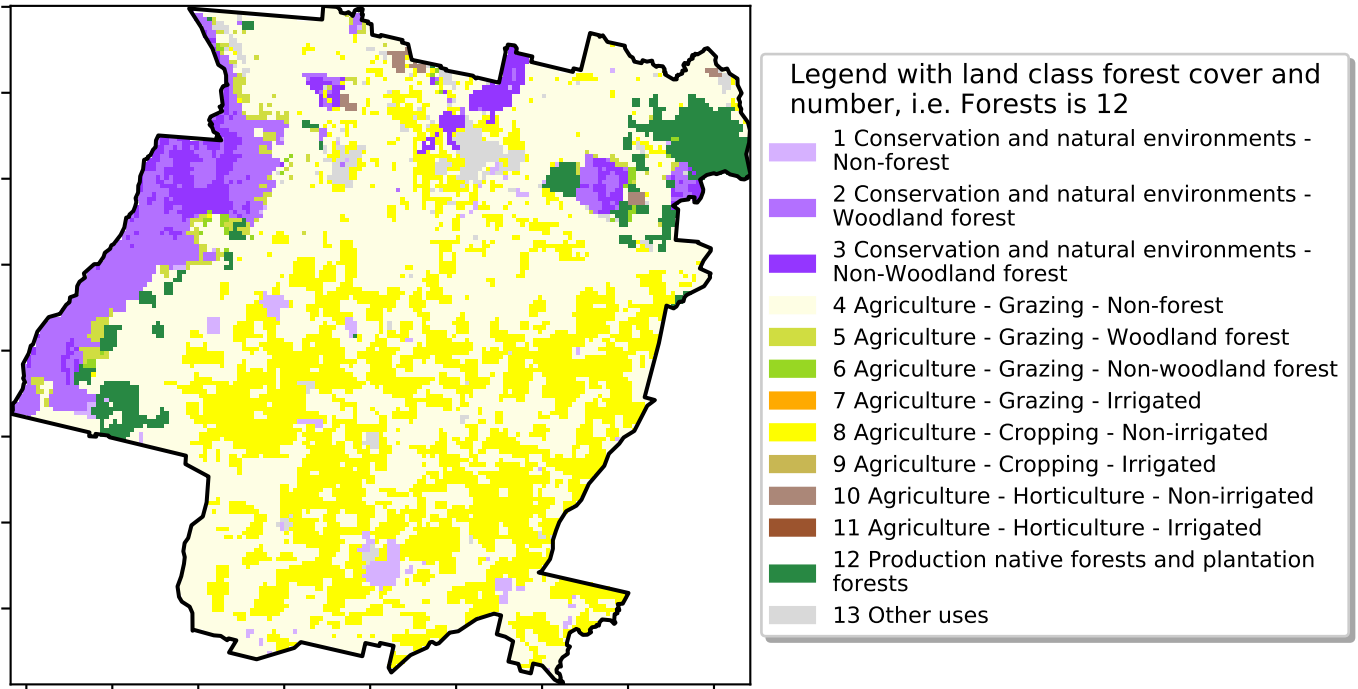 Legend with land class forest cover and
number, i.e. Forests is 12
1 Conservation and natural environments -
Non-forest
2 Conservation and natural environments -
Woodland forest
3 Conservation and natural environments -
Non-Woodland forest
4 Agriculture - Grazing - Non-forest
5 Agriculture - Grazing - Woodland forest
6 Agriculture - Grazing - Non-woodland forest
7 Agriculture - Grazing - Irrigated
8 Agriculture - Cropping - Non-irrigated
9 Agriculture - Cropping - Irrigated
10 Agriculture - Horticulture - Non-irrigated
11 Agriculture - Horticulture - Irrigated
12 Production native forests and plantation
forests
13 Other uses